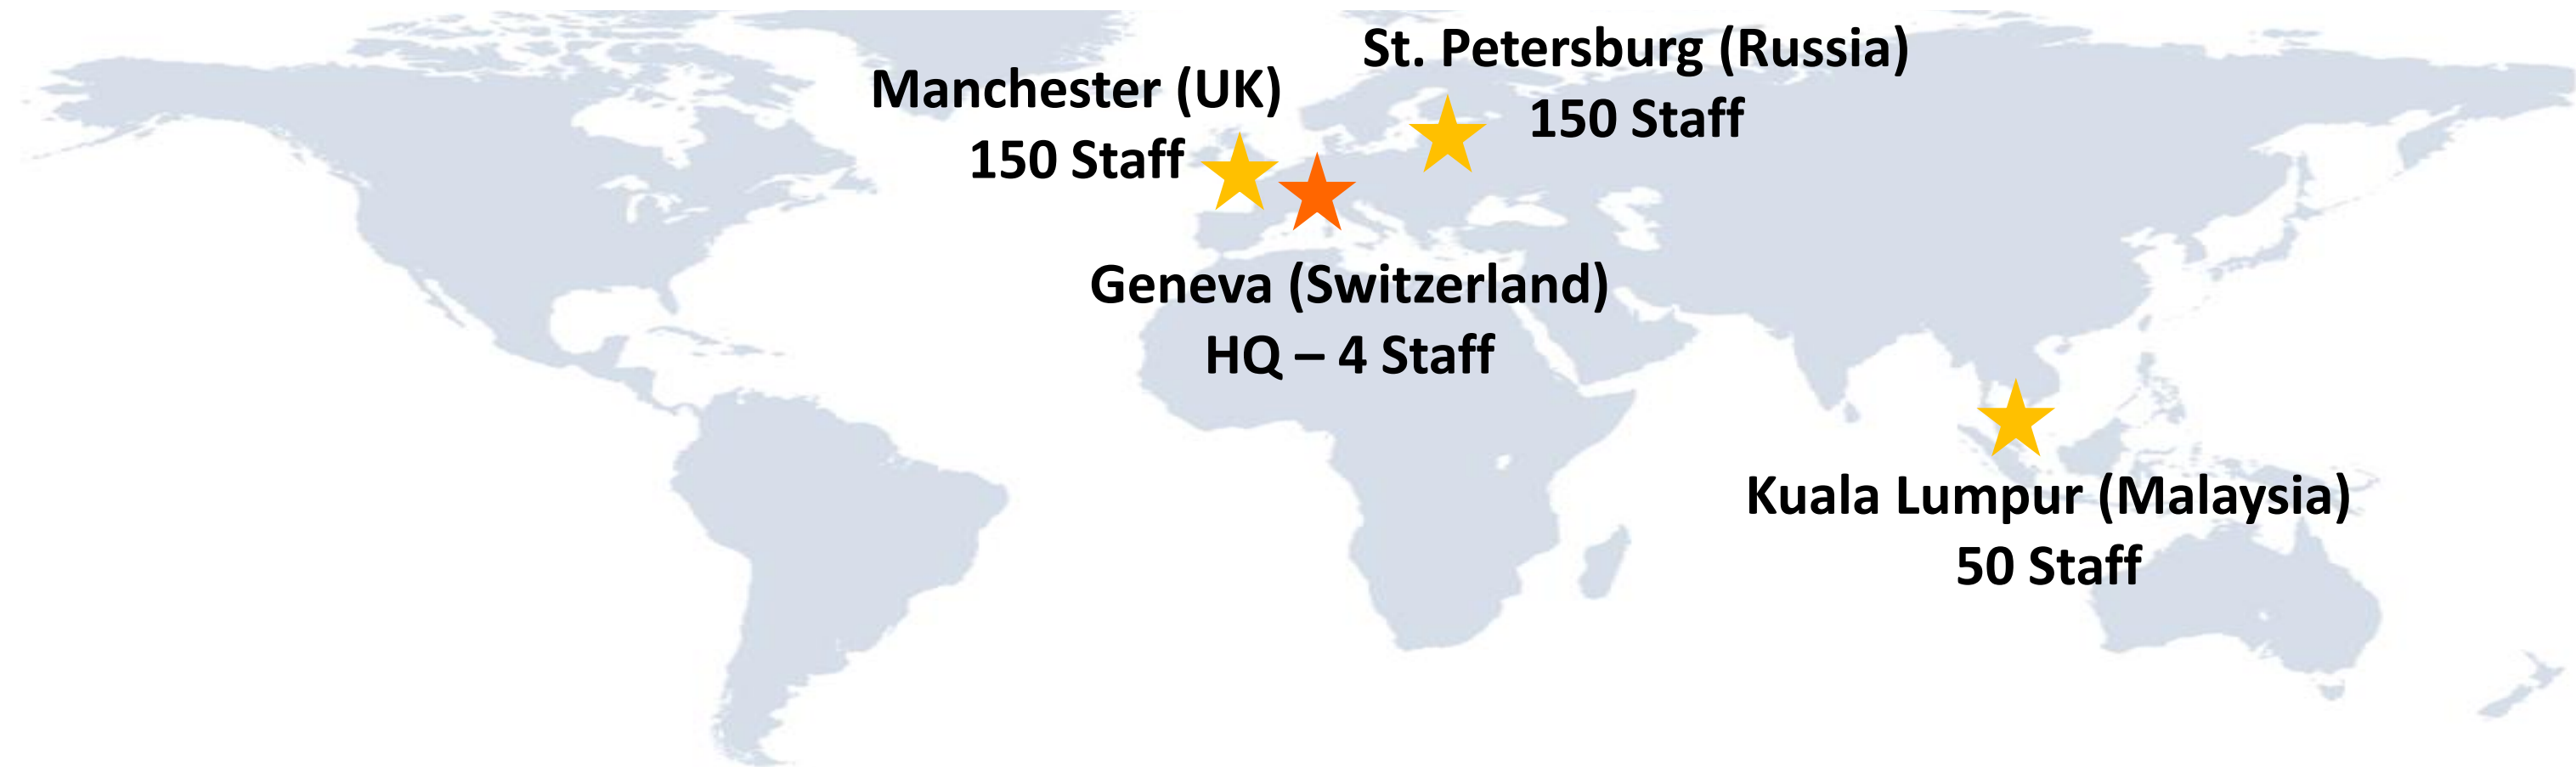 St. Petersburg (Russia)
150 Staff
Manchester (UK)
150 Staff
Geneva (Switzerland)
HQ – 4 Staff
Kuala Lumpur (Malaysia)
50 Staff